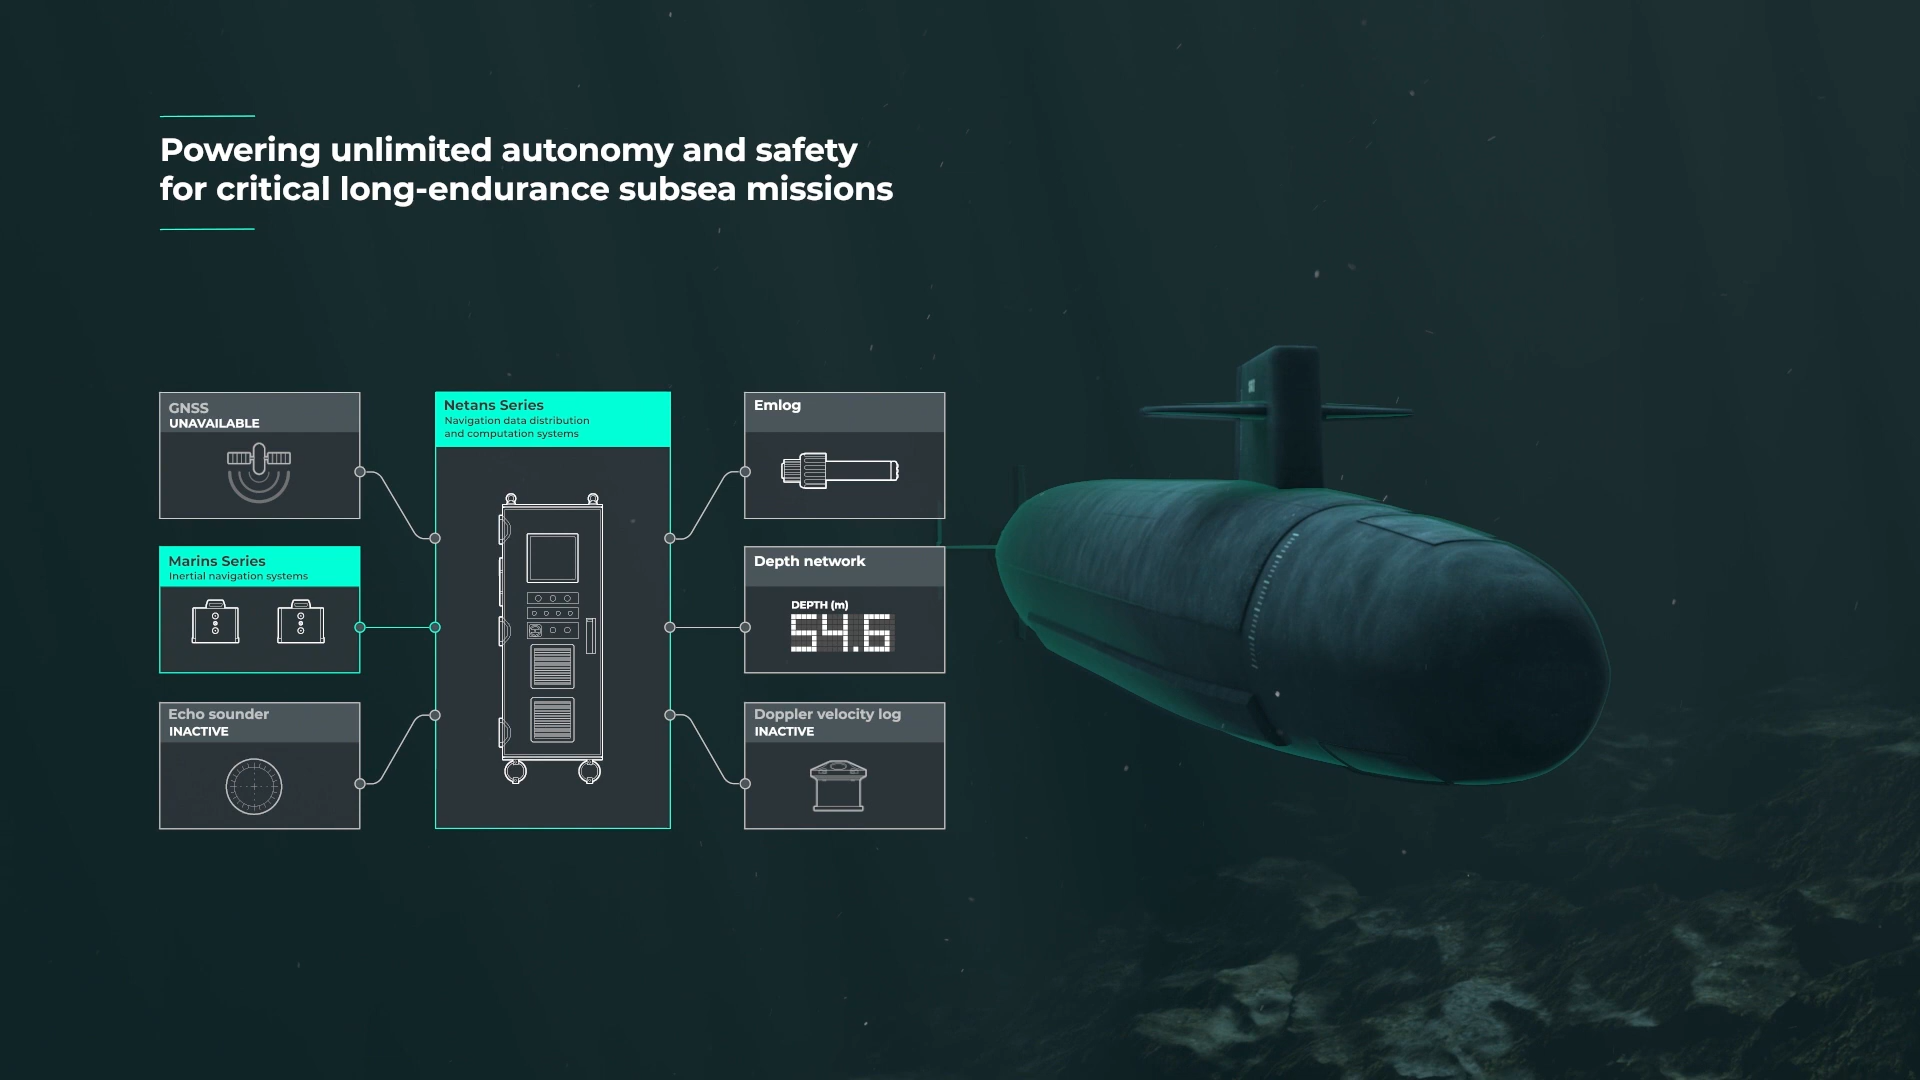 Powering unlimited autonomy and safety
for critical long-endurance subsea missions
GNSS
UNAVAILABLE
Netans Series
Navigation data distribution
and computation systems
Emlog
Marins Series
Inertial navigation systems
Depth network
DEPTH (m)
54.6
Echo sounder
INACTIVE
Doppler velocity log
INACTIVE